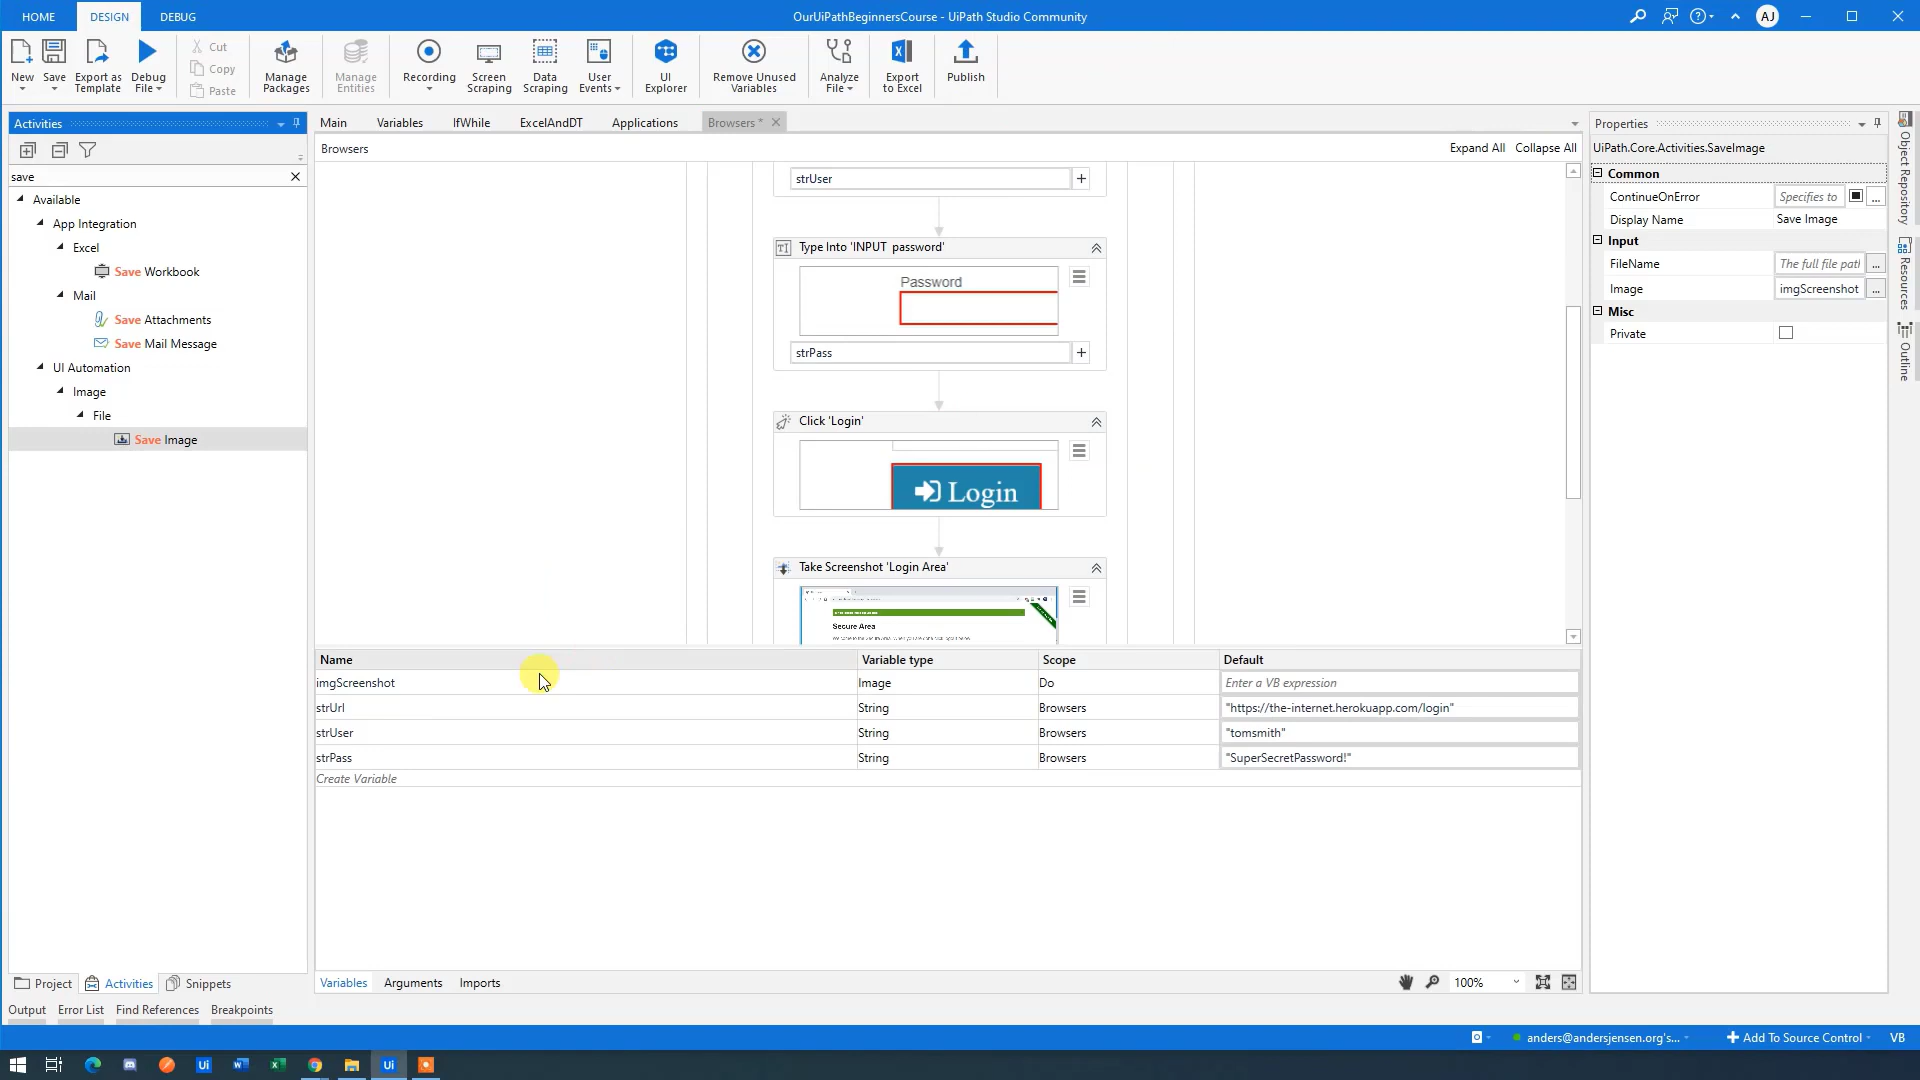 HOME
DESIGN
DEBUG
OurUiPathBeginnersCourse - UiPath Studio Community
AJ
New
Save
Export as Template
Debug File
Cut
Copy
Paste
Manage Packages
Manage Entities
Recording
Screen Scraping
Data Scraping
User Events
UI Explorer
Remove Unused Variables
Analyze File
Export to Excel
Publish
Activities
save
Available
App Integration
Excel
Save Workbook
Mail
Save Attachments
Save Mail Message
UI Automation
Image
File
Save Image
Main
Variables
IfWhile
ExcelAndDT
Applications
Browsers *
Browsers
Expand All
Collapse All
strUser
Type Into 'INPUT password'
Password
strPass
Click 'Login'
Login
Take Screenshot 'Login Area'
Secure Area
Name
Variable type
Scope
Default
imgScreenshot
Image
Do
Enter a VB expression
strUrl
String
Browsers
"https://the-internet.herokuapp.com/login"
strUser
String
Browsers
"tomsmith"
strPass
String
Browsers
"SuperSecretPassword!"
Create Variable
Variables
Arguments
Imports
100%
Properties
UiPath.Core.Activities.SaveImage
Common
ContinueOnError
Specifies to
...
Display Name
Save Image
Input
FileName
The full file path
...
Image
imgScreenshot
...
Misc
Private
Object Repository
Resources
Outline
Project
Activities
Snippets
Output
Error List
Find References
Breakpoints
anders@andersjensen.org's...
Add To Source Control
VB
Ui
Ui